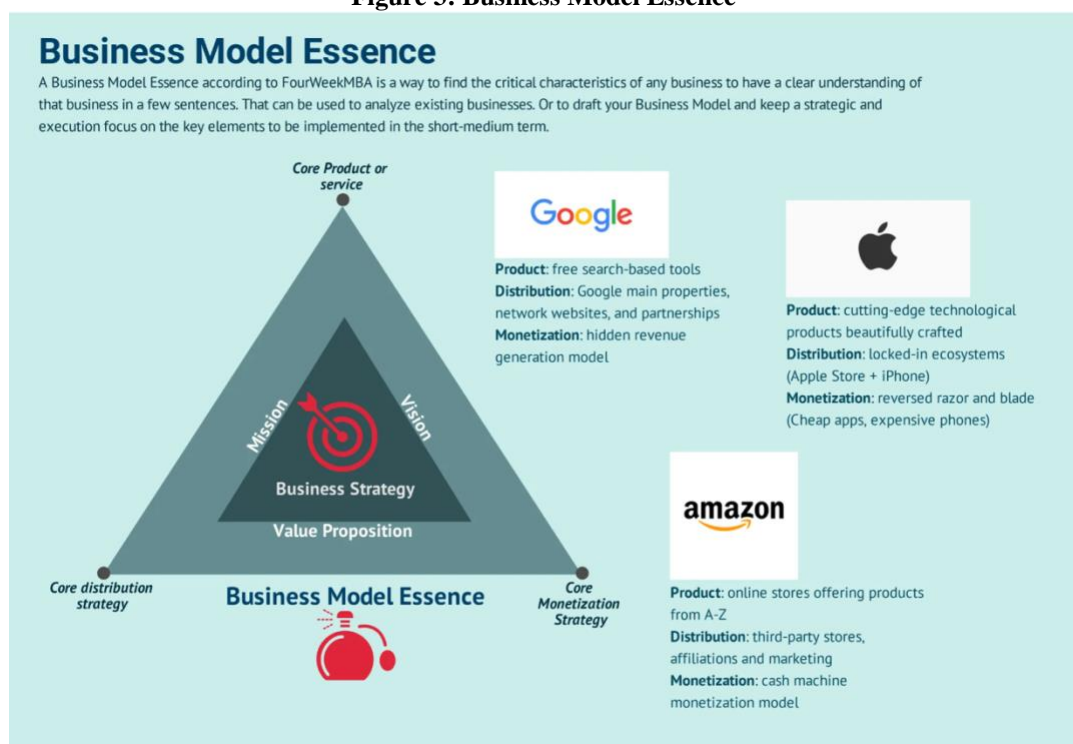 Figure 3: Business Model Essence
Business Model Essence
A Business Model Essence according to FourWeekMBA is a way to find the critical characteristics of any business to have a clear understanding of
that business in a few sentences. That can be used to analyze existing businesses. Or to draft your Business Model and keep a strategic and
execution focus on the key elements to be implemented in the short-medium term.
Core Product or
service
Mission
Vision
Business Strategy
Value Proposition
Core distribution
strategy
Business Model Essence
Core
Monetization
Strategy
Google
Product: free search-based tools
Distribution: Google main properties,
network websites, and partnerships
Monetization: hidden revenue
generation model
Product: cutting-edge technological
products beautifully crafted
Distribution: locked-in ecosystems
(Apple Store + iPhone)
Monetization: reversed razor and blade
(Cheap apps, expensive phones)
amazon
Product: online stores offering products
from A-Z
Distribution: third-party stores,
affiliations and marketing
Monetization: cash machine
monetization model